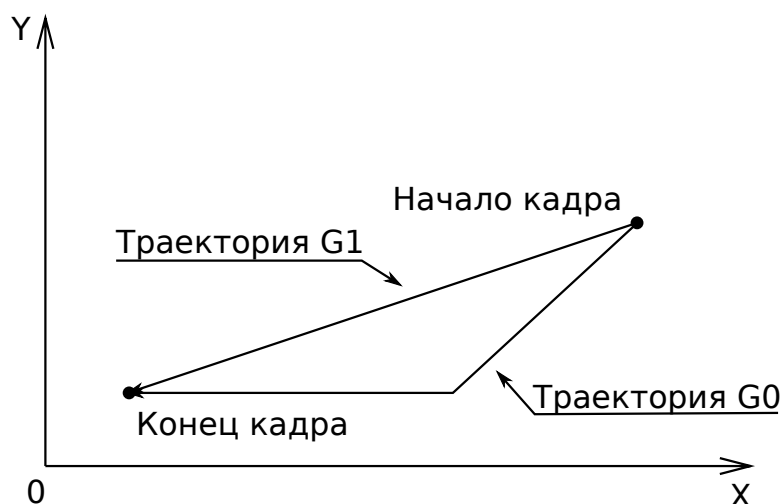 Y
Начало кадра
Траектория G1
Траектория G0
Конец кадра
0
X